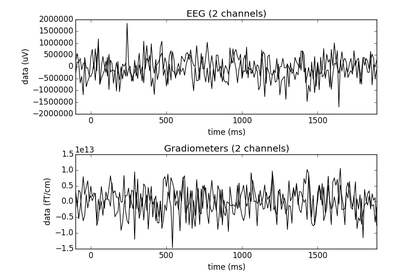 EEG (2 channels)
2000000
1500000
1000000
500000
0
−500000
−1000000
−1500000
−2000000
data (uV)
0 500 1000 1500
time (ms)
Gradiometers (2 channels)
1e13
1.5
1.0
0.5
0.0
−0.5
−1.0
−1.5
data (fT/cm)
0 500 1000 1500
time (ms)